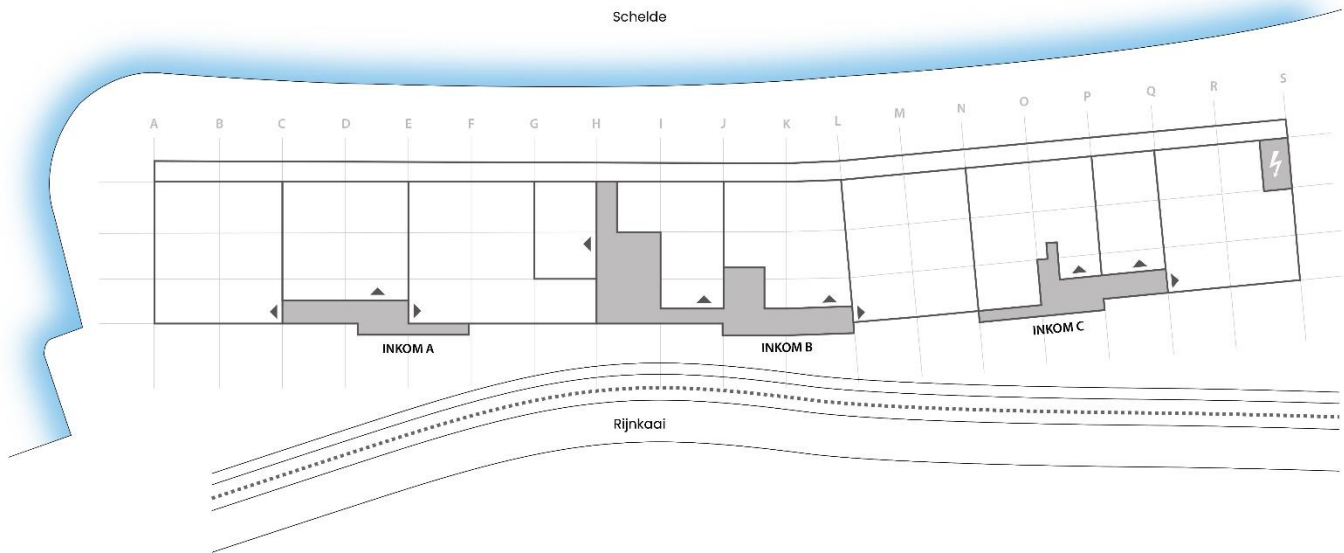 Schelde
A B C D E F G H I J K L M N O P Q R S
INKOM A
INKOM B
INKOM C
Rijnkaai